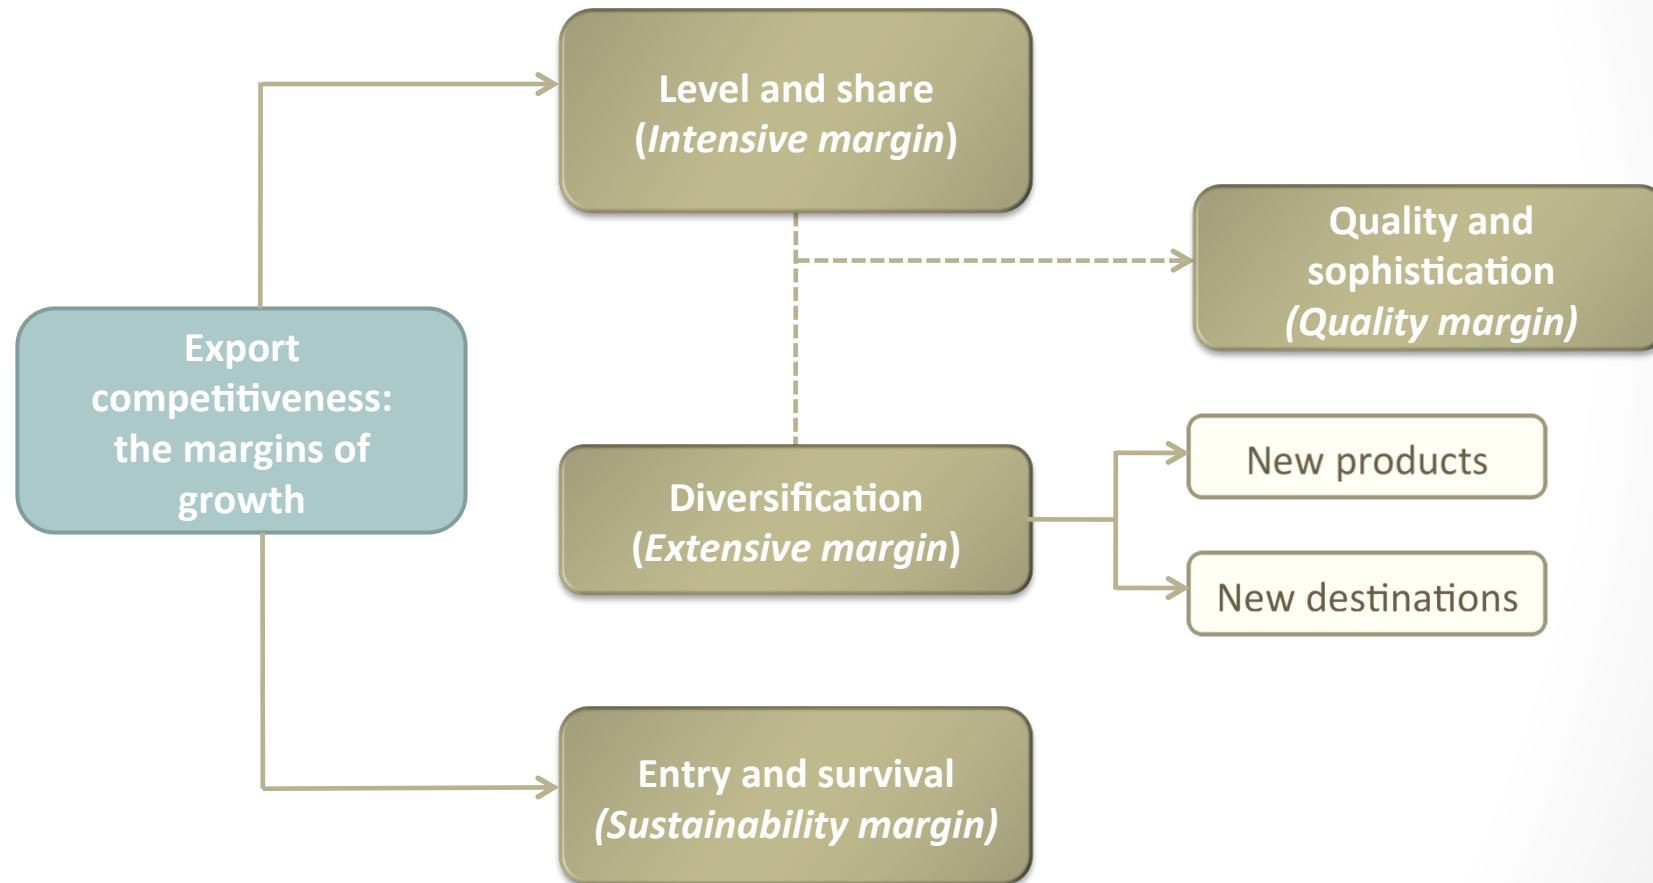 Level and share
(Intensive margin)
Quality and
sophistication
(Quality margin)
Export
competitiveness:
the margins of
growth
New products
Diversification
(Extensive margin)
New destinations
Entry and survival
(Sustainability margin)